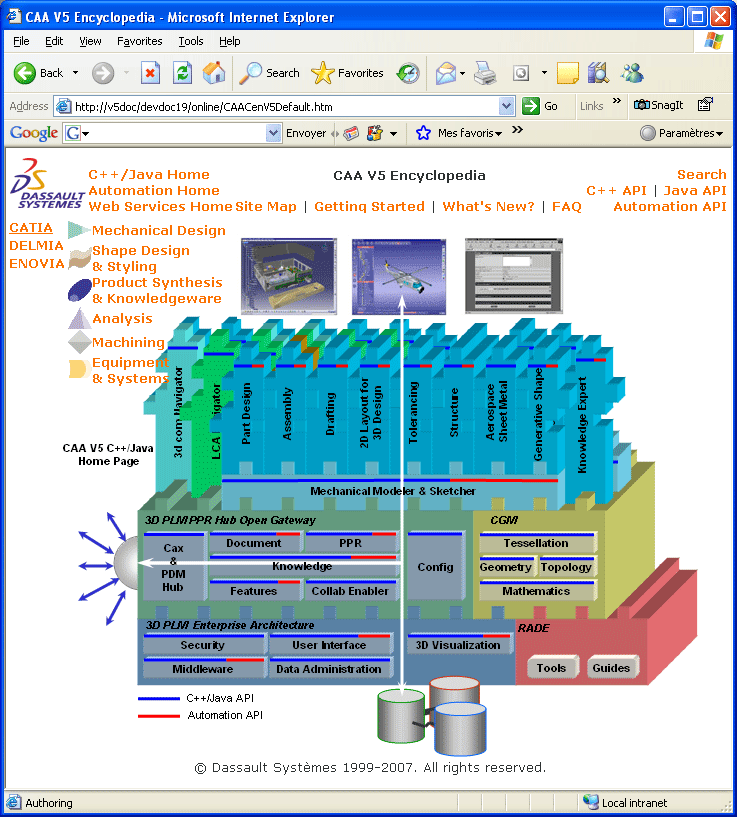 CAA V5 Encyclopedia - Microsoft Internet Explorer
File Edit View Favorites Tools Help
Back Search Favorites
Address http://v5doc/devdoc19/online/CAACenV5Default.htm Go Links » SnagIt
Google G Envoyer Mes favoris » Paramètres
C++/Java Home CAA V5 Encyclopedia Search
Automation Home C++ API | Java API
Web Services Home Site Map | Getting Started | What's New? | FAQ Automation API
DASSAULT
SYSTEMES
CATIA
DELMIA
ENOVIA
Mechanical Design
Shape Design
& Styling
Product Synthesis
& Knowledgeware
Analysis
Machining
Equipment
& Systems
CAA V5 C++/Java
Home Page
3d com Navigator
LCA igator
Part Design
Assembly
Drafting
2D Layout for
3D Design
Tolerancing
Structure
Aerospace
Sheet Metal
Generative Shape
Knowledge Expert
Mechanical Modeler & Sketcher
3D PLM PPR Hub Open Gateway
Cax
&
PDM
Hub
Document PPR
Knowledge
Features Collab Enabler
Config
CGM
Tessellation
Geometry Topology
Mathematics
3D PLM Enterprise Architecture
Security User Interface 3D Visualization
Middleware Data Administration
RADE
Tools Guides
C++/Java API
Automation API
© Dassault Systèmes 1999-2007. All rights reserved.
Authoring Local intranet